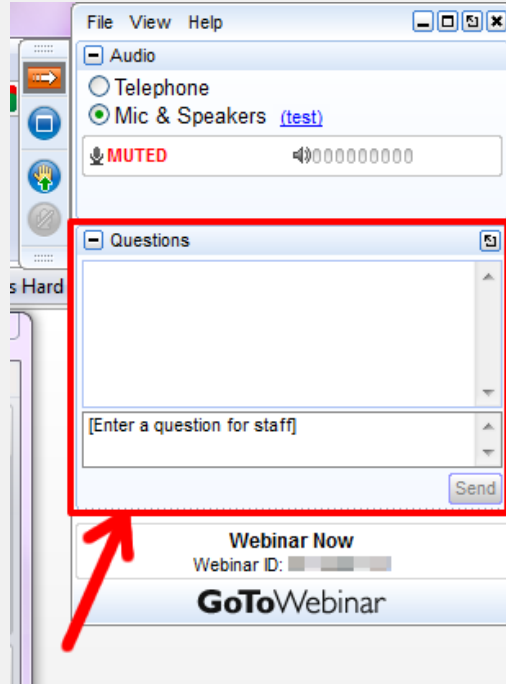 File View Help
Audio
Telephone
Mic & Speakers (test)
MUTED 000000000
Questions
s Hard
[Enter a question for staff]
Send
Webinar Now
Webinar ID:
GoToWebinar